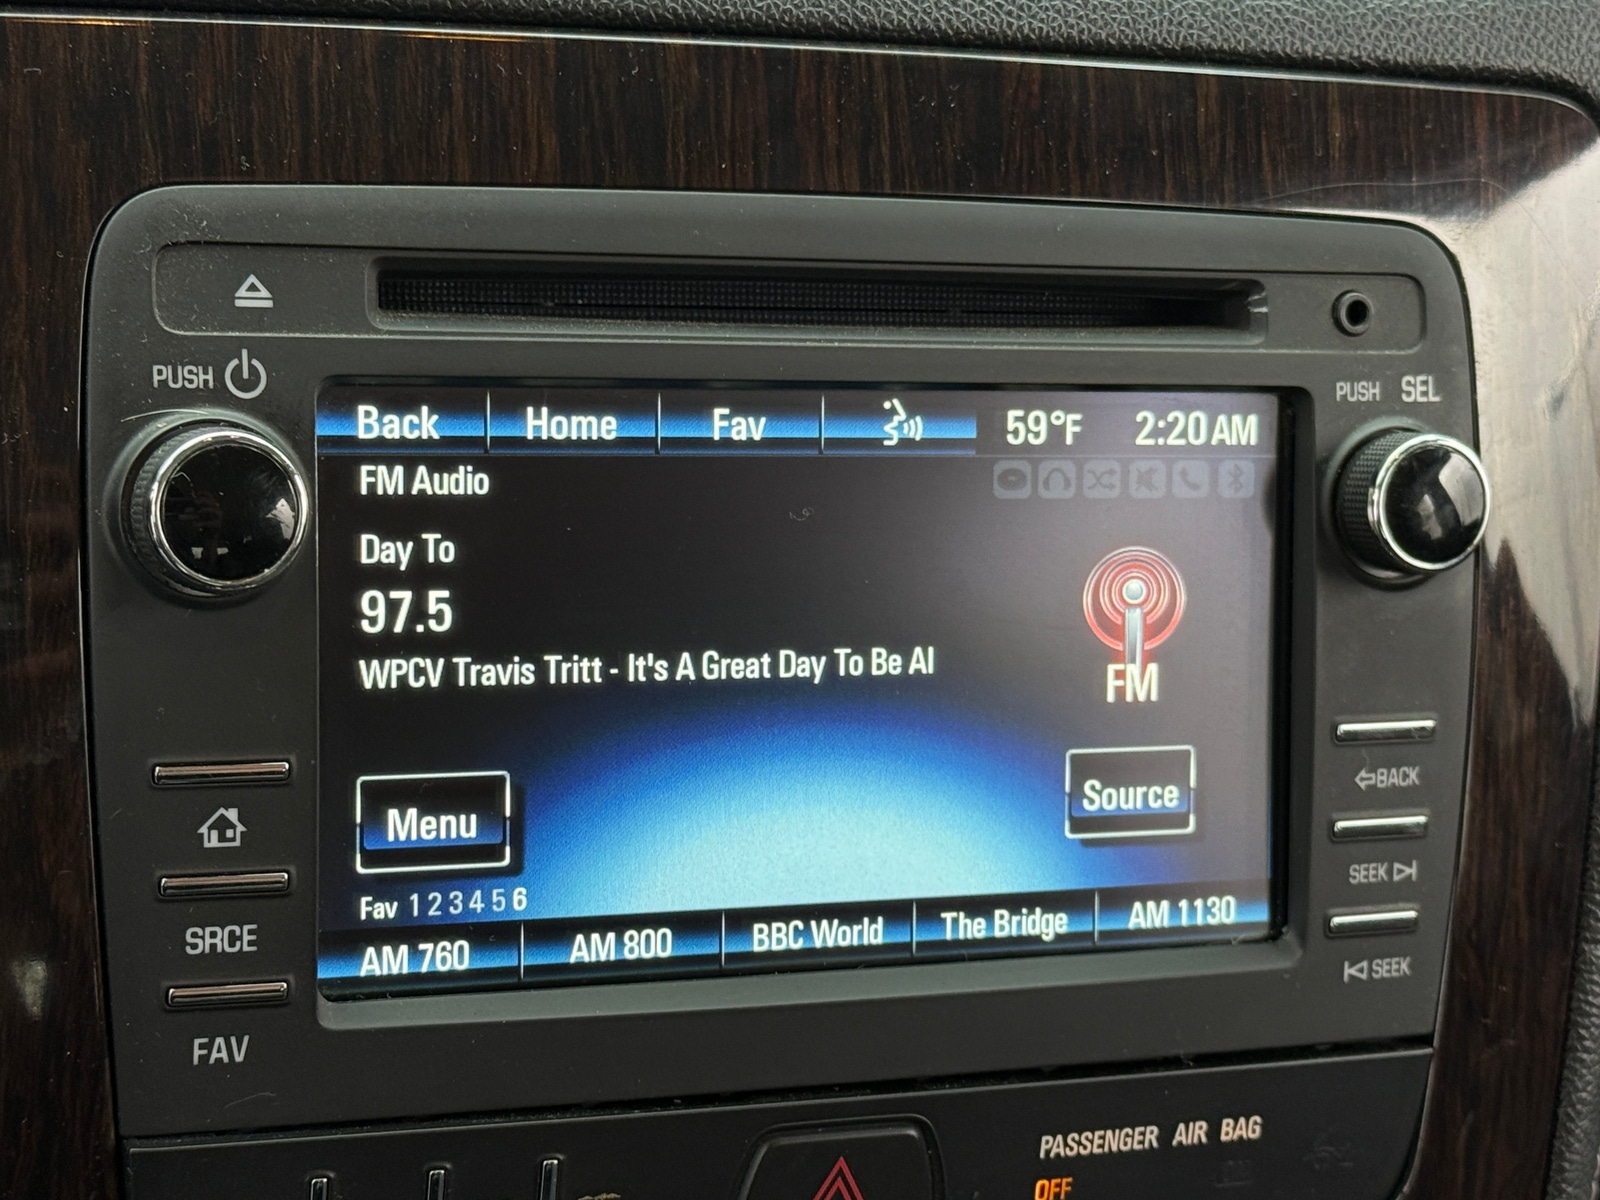 PUSH
PUSH SEL
Back Home Fav 59°F 2:20 AM
FM Audio
Day To
97.5
WPCV Travis Tritt - It's A Great Day To Be Al
FM
Menu
Source
Fav 1 2 3 4 5 6
AM 760 AM 800 BBC World The Bridge AM 1130
SRCE
FAV
BACK
SEEK
SEEK
PASSENGER AIR BAG
OFF